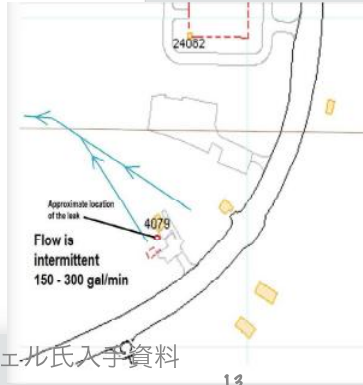 24082
Approximate location
of the leak
4079
Flow is
intermittent
150 - 300 gal/min
ェル氏入手資料
13